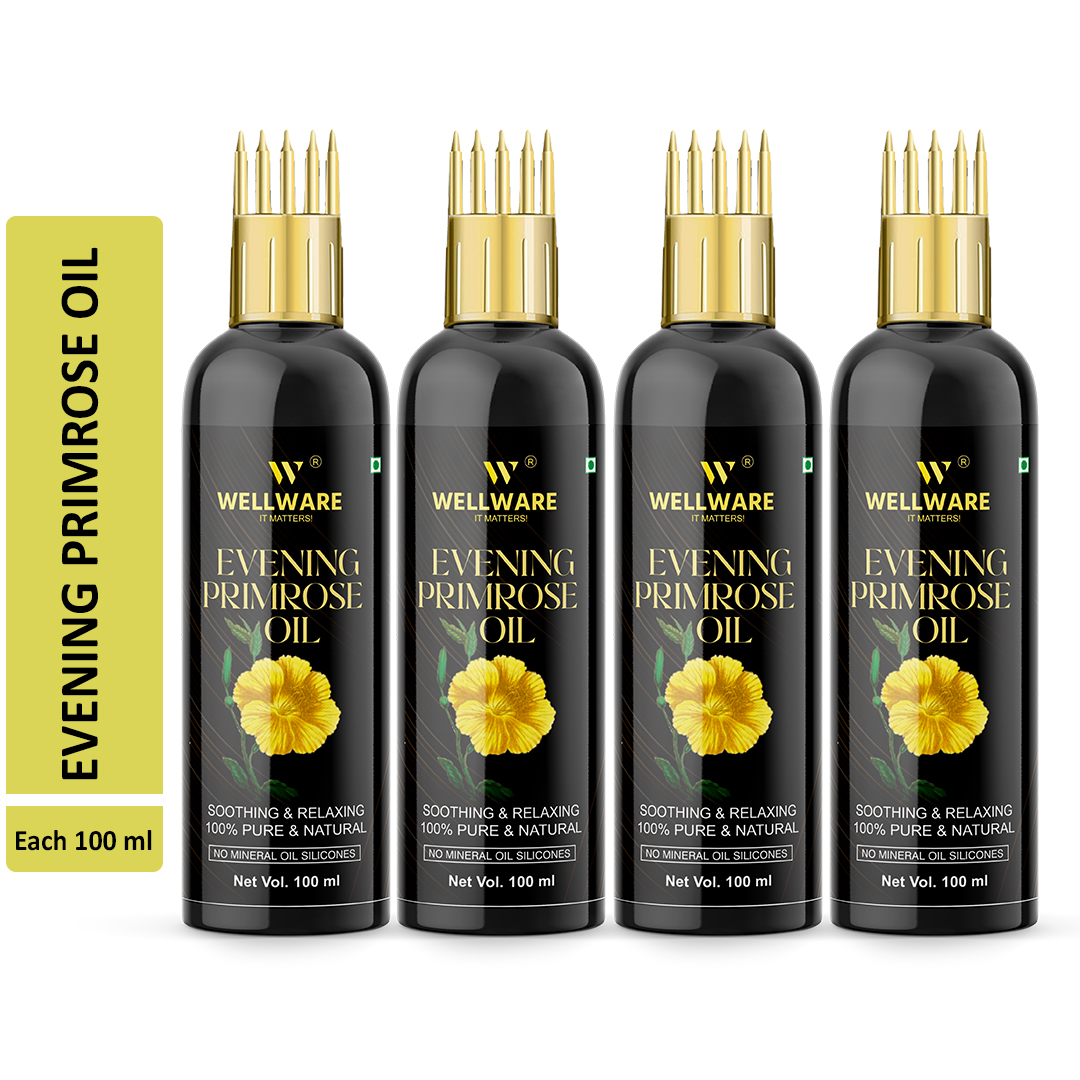 EVENING PRIMROSE OIL
Each 100 ml
W ®
WELLWARE
IT MATTERS!
EVENING
PRIMROSE
OIL
SOOTHING & RELAXING
100% PURE & NATURAL
NO MINERAL OIL SILICONES
Net Vol. 100 ml
W ®
WELLWARE
IT MATTERS!
EVENING
PRIMROSE
OIL
SOOTHING & RELAXING
100% PURE & NATURAL
NO MINERAL OIL SILICONES
Net Vol. 100 ml
W ®
WELLWARE
IT MATTERS!
EVENING
PRIMROSE
OIL
SOOTHING & RELAXING
100% PURE & NATURAL
NO MINERAL OIL SILICONES
Net Vol. 100 ml
W ®
WELLWARE
IT MATTERS!
EVENING
PRIMROSE
OIL
SOOTHING & RELAXING
100% PURE & NATURAL
NO MINERAL OIL SILICONES
Net Vol. 100 ml